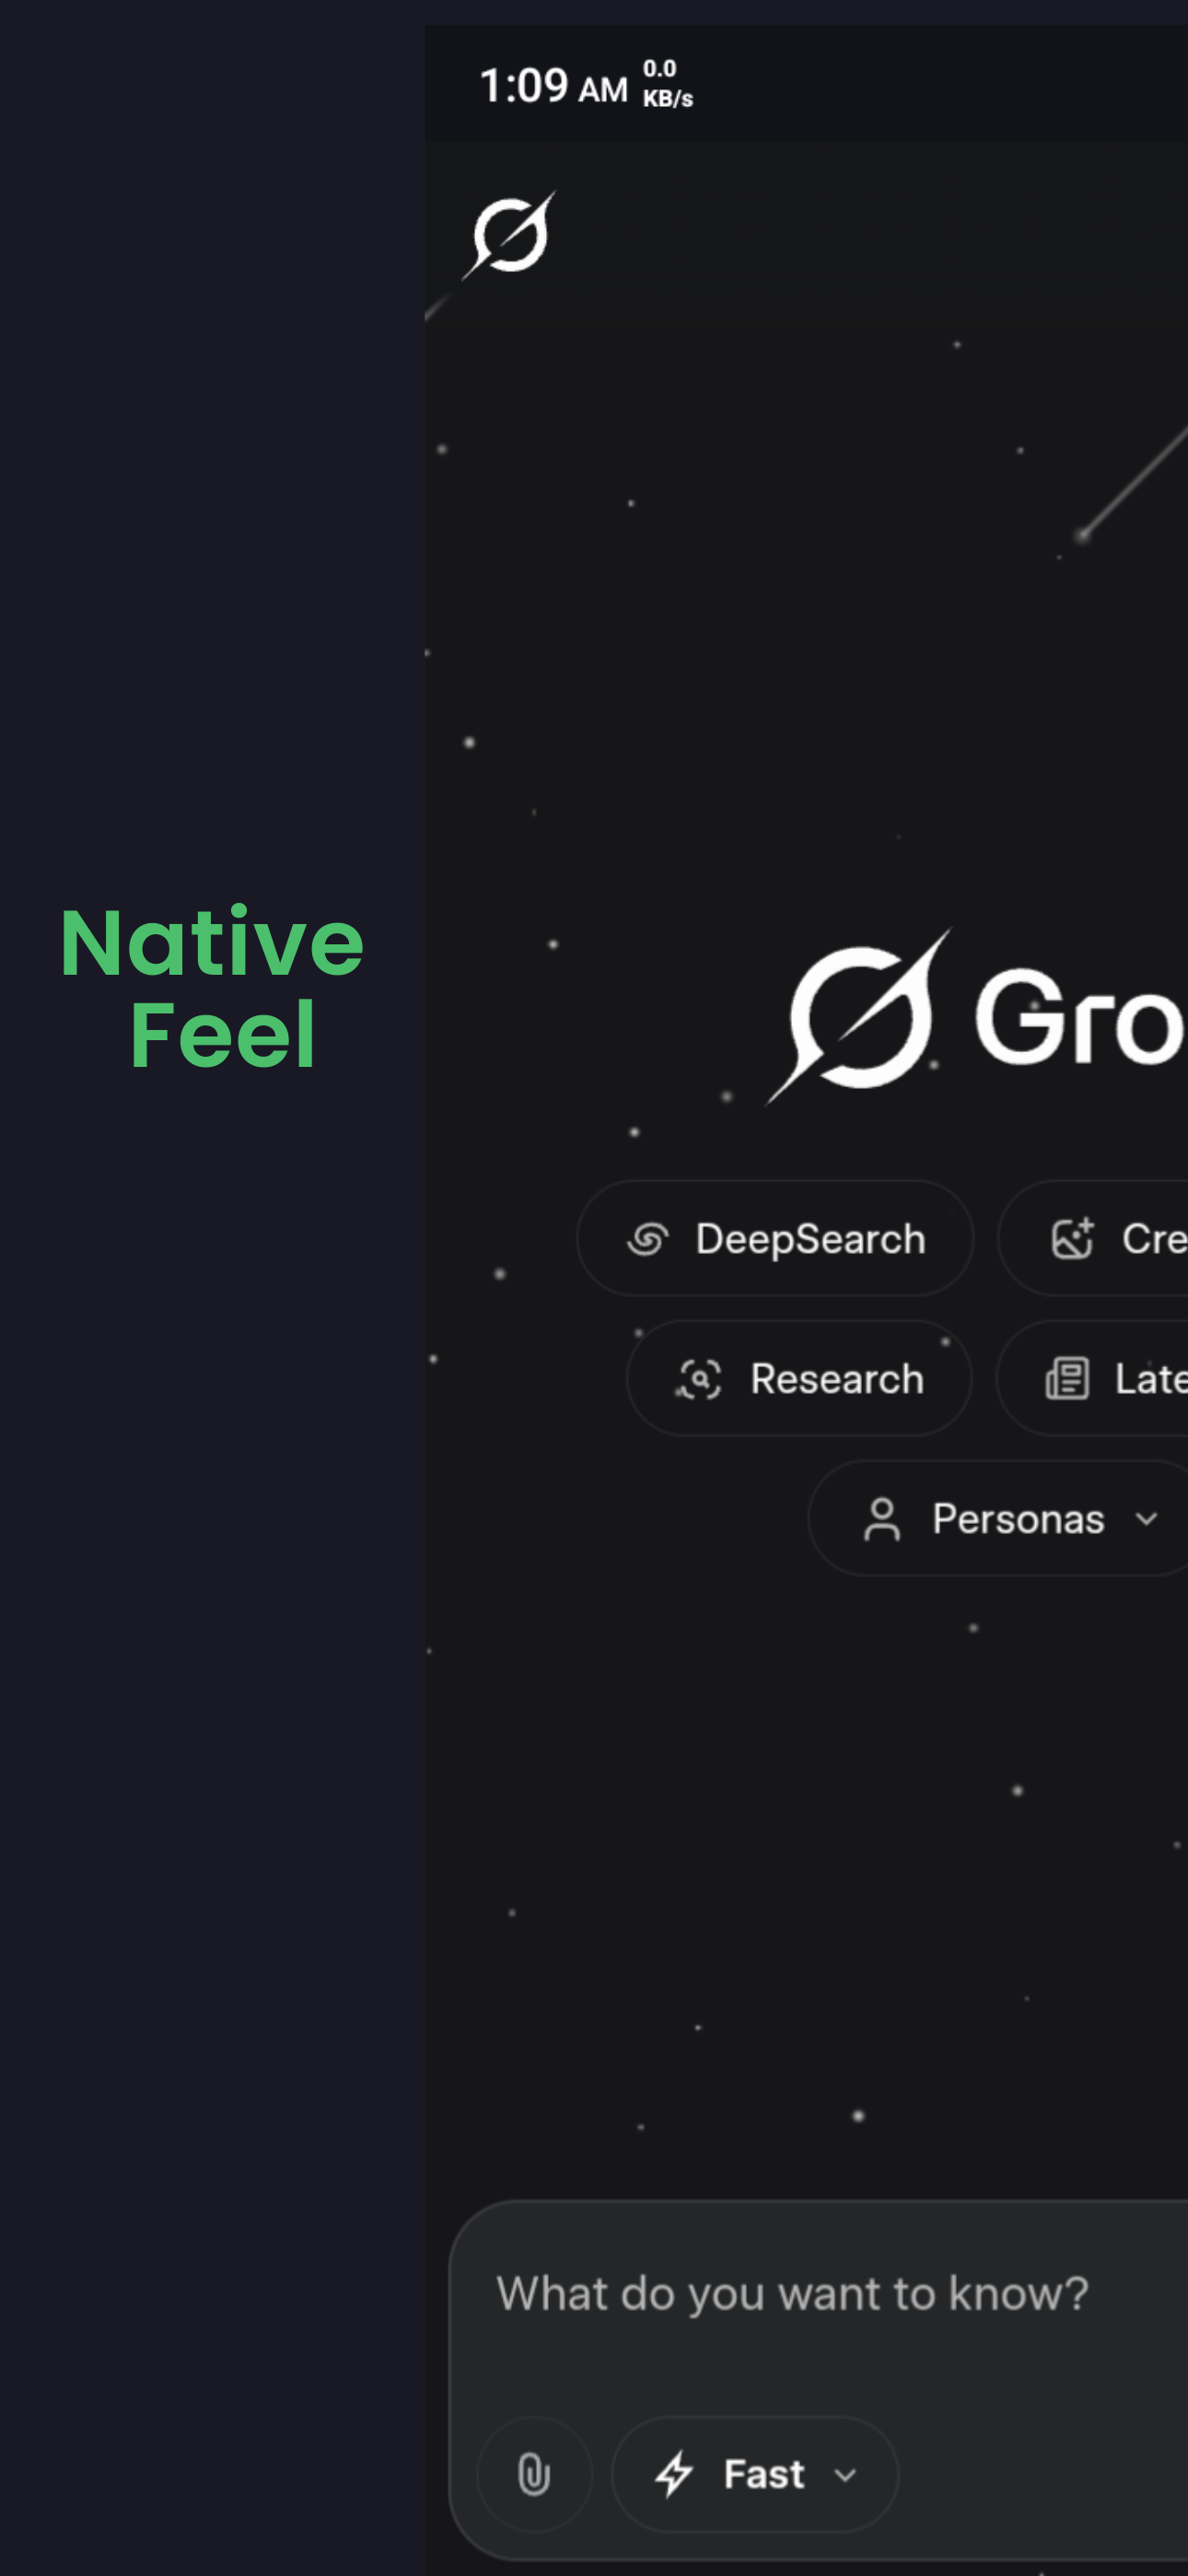 1:09 AM 0.0
KB/s
Native
Feel
Gro
DeepSearch Cre
Research Late
Personas
What do you want to know?
Fast